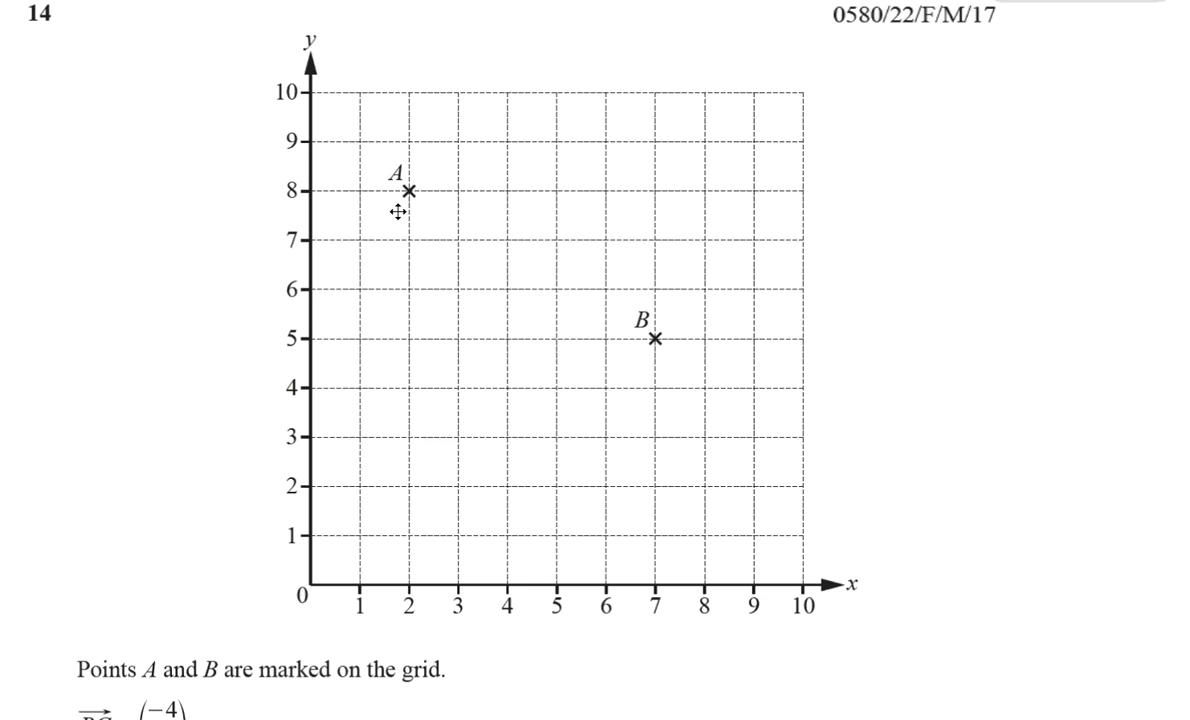 14
0580/22/F/M/17
y
10
9
A
8
7
6
B
5
4
3
2
1
0
1 2 3 4 5 6 7 8 9 10
x
Points A and B are marked on the grid.
(−4)